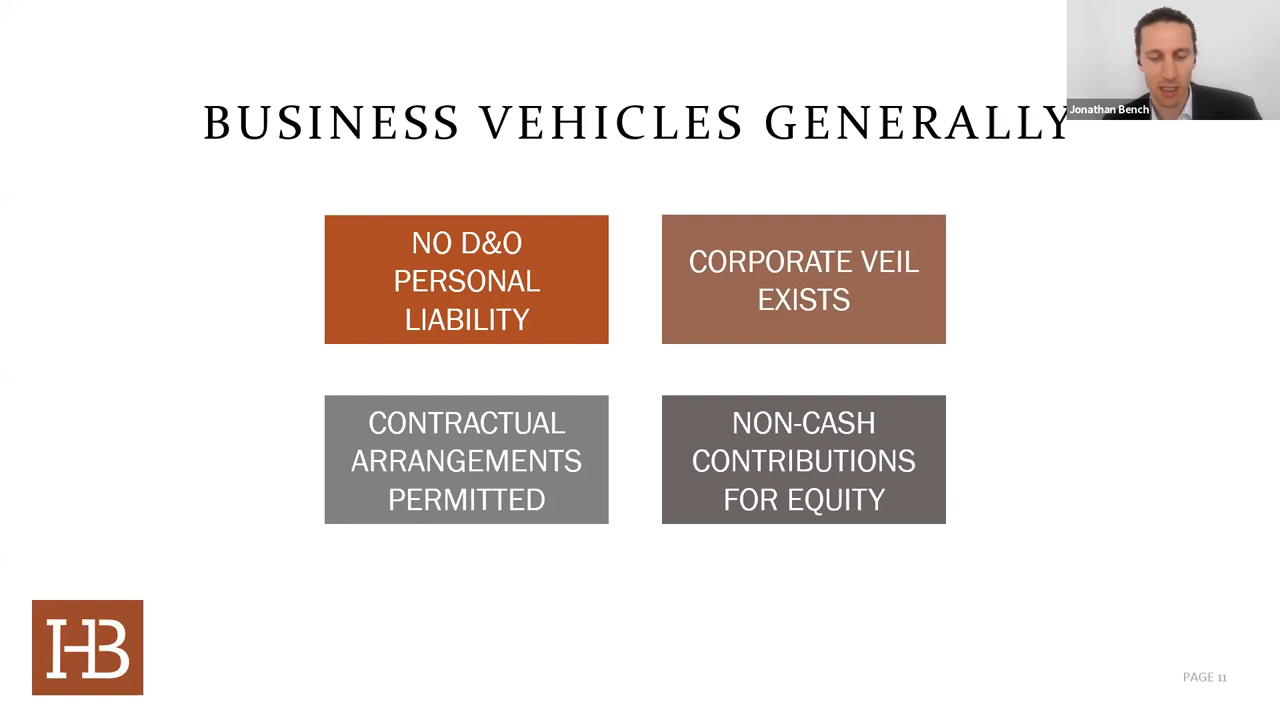 Jonathan Bench
BUSINESS VEHICLES GENERALLY
NO D&O
PERSONAL
LIABILITY
CORPORATE VEIL
EXISTS
CONTRACTUAL
ARRANGEMENTS
PERMITTED
NON-CASH
CONTRIBUTIONS
FOR EQUITY
HB
PAGE 11